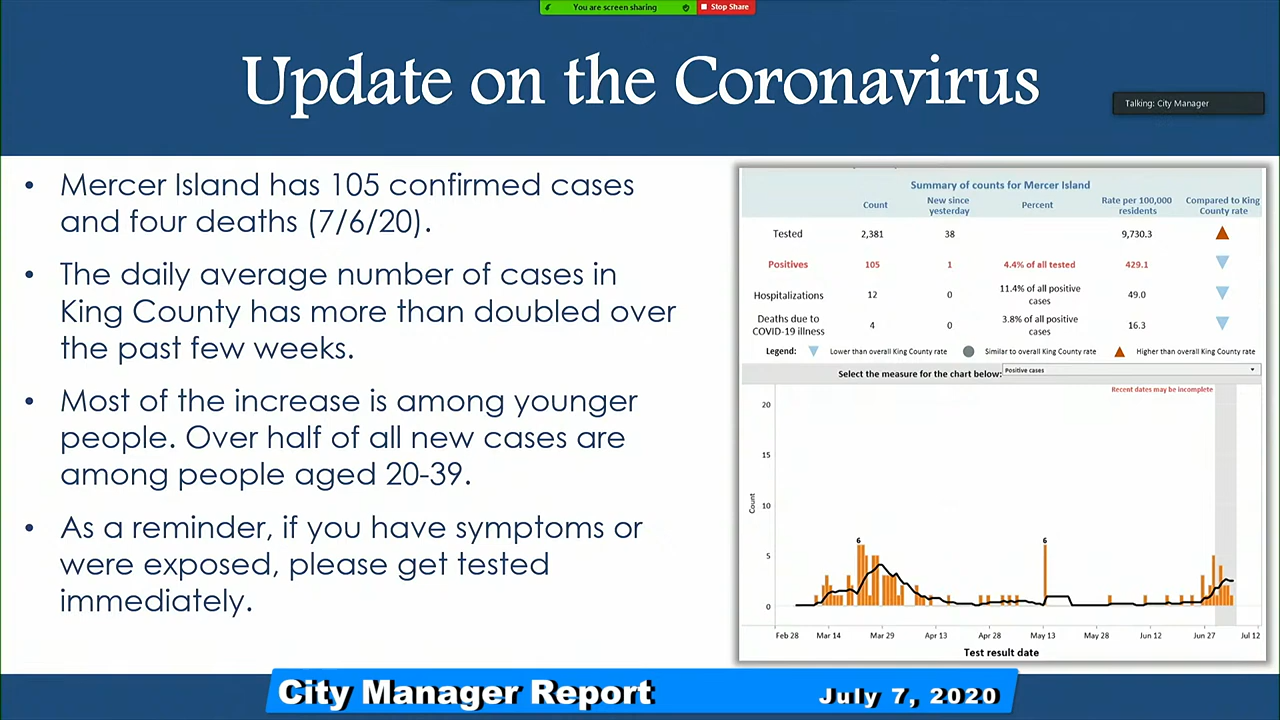 You are screen sharing
Stop Share
Update on the Coronavirus
Talking: City Manager
• Mercer Island has 105 confirmed cases
and four deaths (7/6/20).
• The daily average number of cases in
King County has more than doubled over
the past few weeks.
• Most of the increase is among younger
people. Over half of all new cases are
among people aged 20-39.
• As a reminder, if you have symptoms or
were exposed, please get tested
immediately.
Summary of counts for Mercer Island
Count New since yesterday Percent Rate per 100,000 residents Compared to King County rate
Tested 2,381 38 9,730.3
Positives 105 1 4.4% of all tested 429.1
Hospitalizations 12 0 11.4% of all positive cases 49.0
Deaths due to COVID-19 illness 4 0 3.8% of all positive cases 16.3
Legend: Lower than overall King County rate Similar to overall King County rate Higher than overall King County rate
Select the measure for the chart below: Positive cases
Recent dates may be incomplete
20
15
Count
10
5
0
6 6
Feb 28 Mar 14 Mar 29 Apr 13 Apr 28 May 13 May 28 Jun 12 Jun 27 Jul 12
Test result date
City Manager Report July 7, 2020